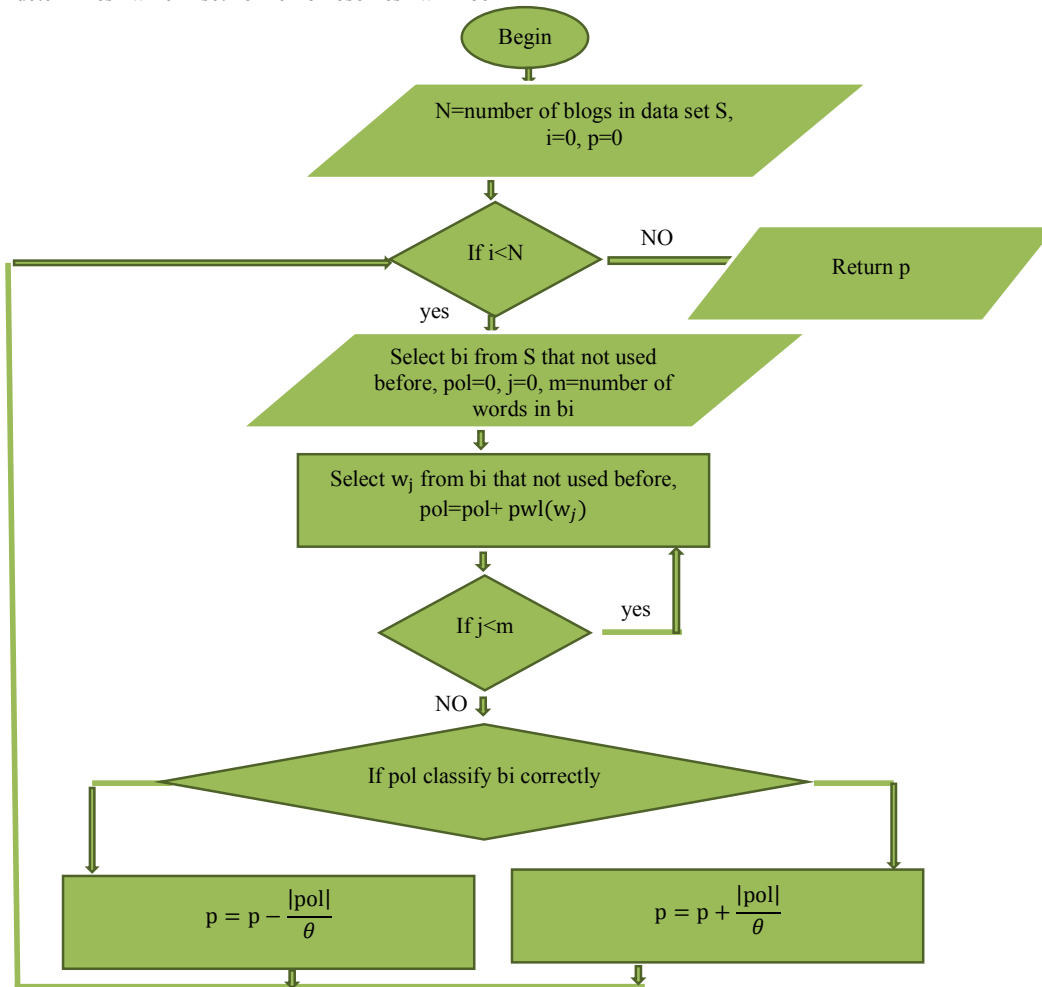 Begin
N=number of blogs in data set S,
i=0, p=0
If i<N
NO
Return p
yes
Select bi from S that not used
before, pol=0, j=0, m=number of
words in bi
Select wj from bi that not used before,
pol=pol+ pwl(wj)
If j<m
yes
NO
If pol classify bi correctly
p = p − |pol|/θ
p = p + |pol|/θ